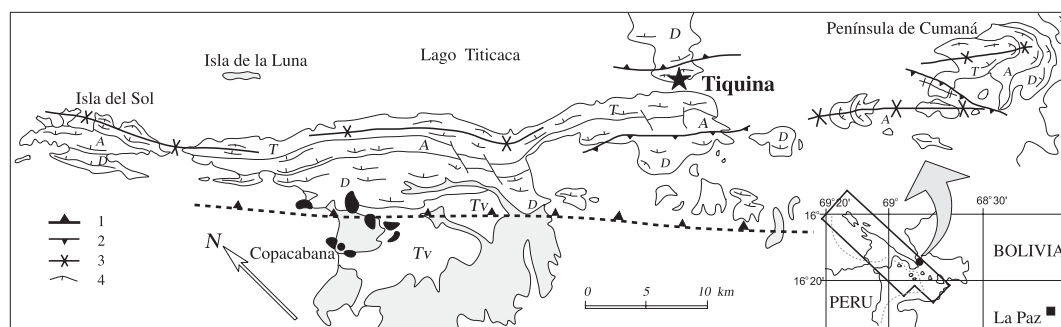 Isla de la Luna
Lago Titicaca
D
Península de Cumaná
Tiquina
T
A
D
Isla del Sol
T
A
A
D
T
A
T
A
D
D
D
D
Tv
D
1
2
3
4
N
Copacabana
Tv
0 5 10 km
69°20'
69°
68°30'
16°
16°20'
BOLIVIA
PERU
La Paz